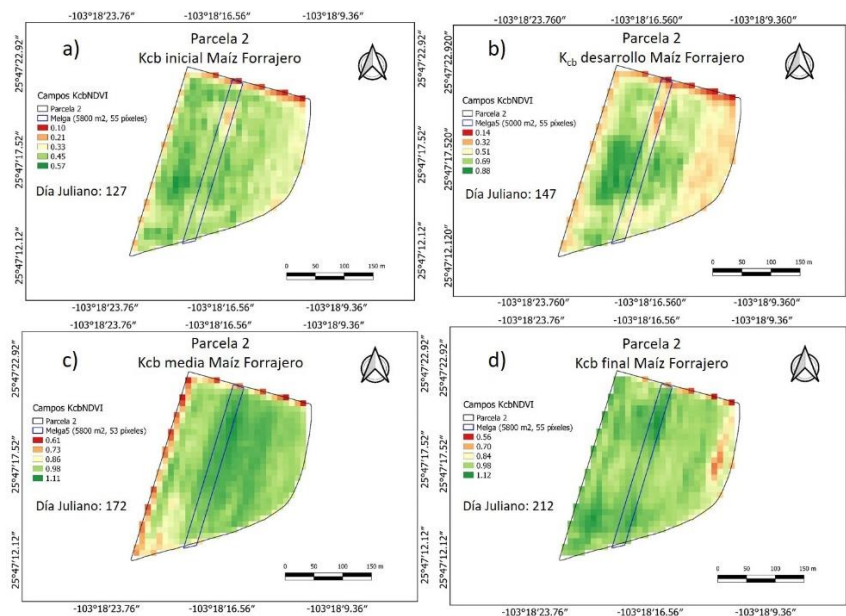 -103°18'23.76" -103°18'16.56" -103°18'9.36"
a)
Parcela 2
Kcb inicial Maíz Forrajero
25°47'22.92"
25°47'17.52"
25°47'12.12"
Campos KcbNDVI
Parcela 2
Melga (5800 m2, 55 píxeles)
0.10
0.21
0.33
0.45
0.57
Día Juliano: 127
0 50 100 150 m
-103°18'23.76" -103°18'16.56" -103°18'9.36"
-103°18'23.760 -103°18'16.560 -103°18'9.360
b)
Parcela 2
Kcb desarrollo Maíz Forrajero
25°47'22.920
25°47'17.520
25°47'12.120
Campos KcbNDVI
Parcela 2
Melga5 (5000 m2, 55 píxeles)
0.14
0.32
0.51
0.69
0.88
Día Juliano: 147
0 50 100 150 m
-103°18'23.760 -103°18'16.560 -103°18'9.360
-103°18'23.76" -103°18'16.56" -103°18'9.36"
c)
Parcela 2
Kcb media Maíz Forrajero
25°47'22.92"
25°47'17.52"
25°47'12.12"
Campos KcbNDVI
Parcela 2
Melga5 (5800 m2, 53 píxeles)
0.61
0.73
0.86
0.98
1.11
Día Juliano: 172
0 50 100 150 m
-103°18'23.76" -103°18'16.56" -103°18'9.36"
-103°18'23.76" -103°18'16.56" -103°18'9.36"
d)
Parcela 2
Kcb final Maíz Forrajero
25°47'22.92"
25°47'17.52"
25°47'12.12"
Campos KcbNDVI
Parcela 2
Melga (5800 m2, 55 píxeles)
0.56
0.70
0.84
0.98
1.12
Día Juliano: 212
0 50 100 150 m
-103°18'23.76" -103°18'16.56" -103°18'9.36"